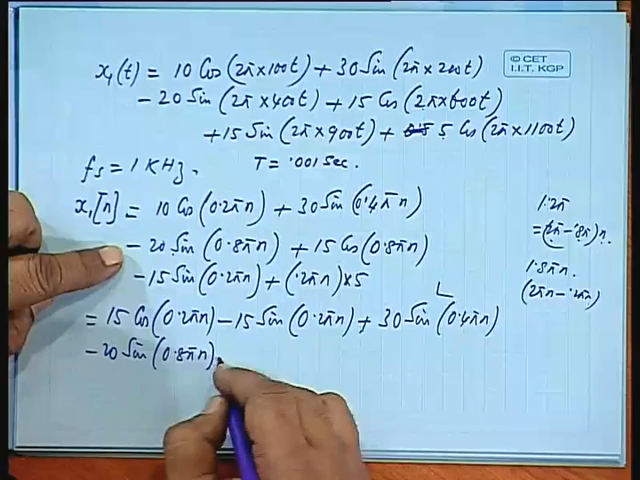 x₁(t) = 10 Cos(2π×100t) + 30 Sin(2π×200t)
© CET
I.I.T. KGP
− 20 Sin(2π×400t) + 15 Cos(2π×600t)
+ 15 Sin(2π×900t) + 5 Cos(2π×1100t)
fs = 1 KHz. T = .001 Sec.
x₁[n] = 10 Cos(0.2πn) + 30 Sin(0.4πn)
− 20 Sin(0.8πn) + 15 Cos(0.8πn)
− 15 Sin(0.2πn) + (.2πn)×5
1.2π
= (2π − .8π)n.
1.8πn.
(2πn − .2πn)
= 15 Cos(0.2πn) − 15 Sin(0.2πn) + 30 Sin(0.4πn)
− 20 Sin(0.8πn)